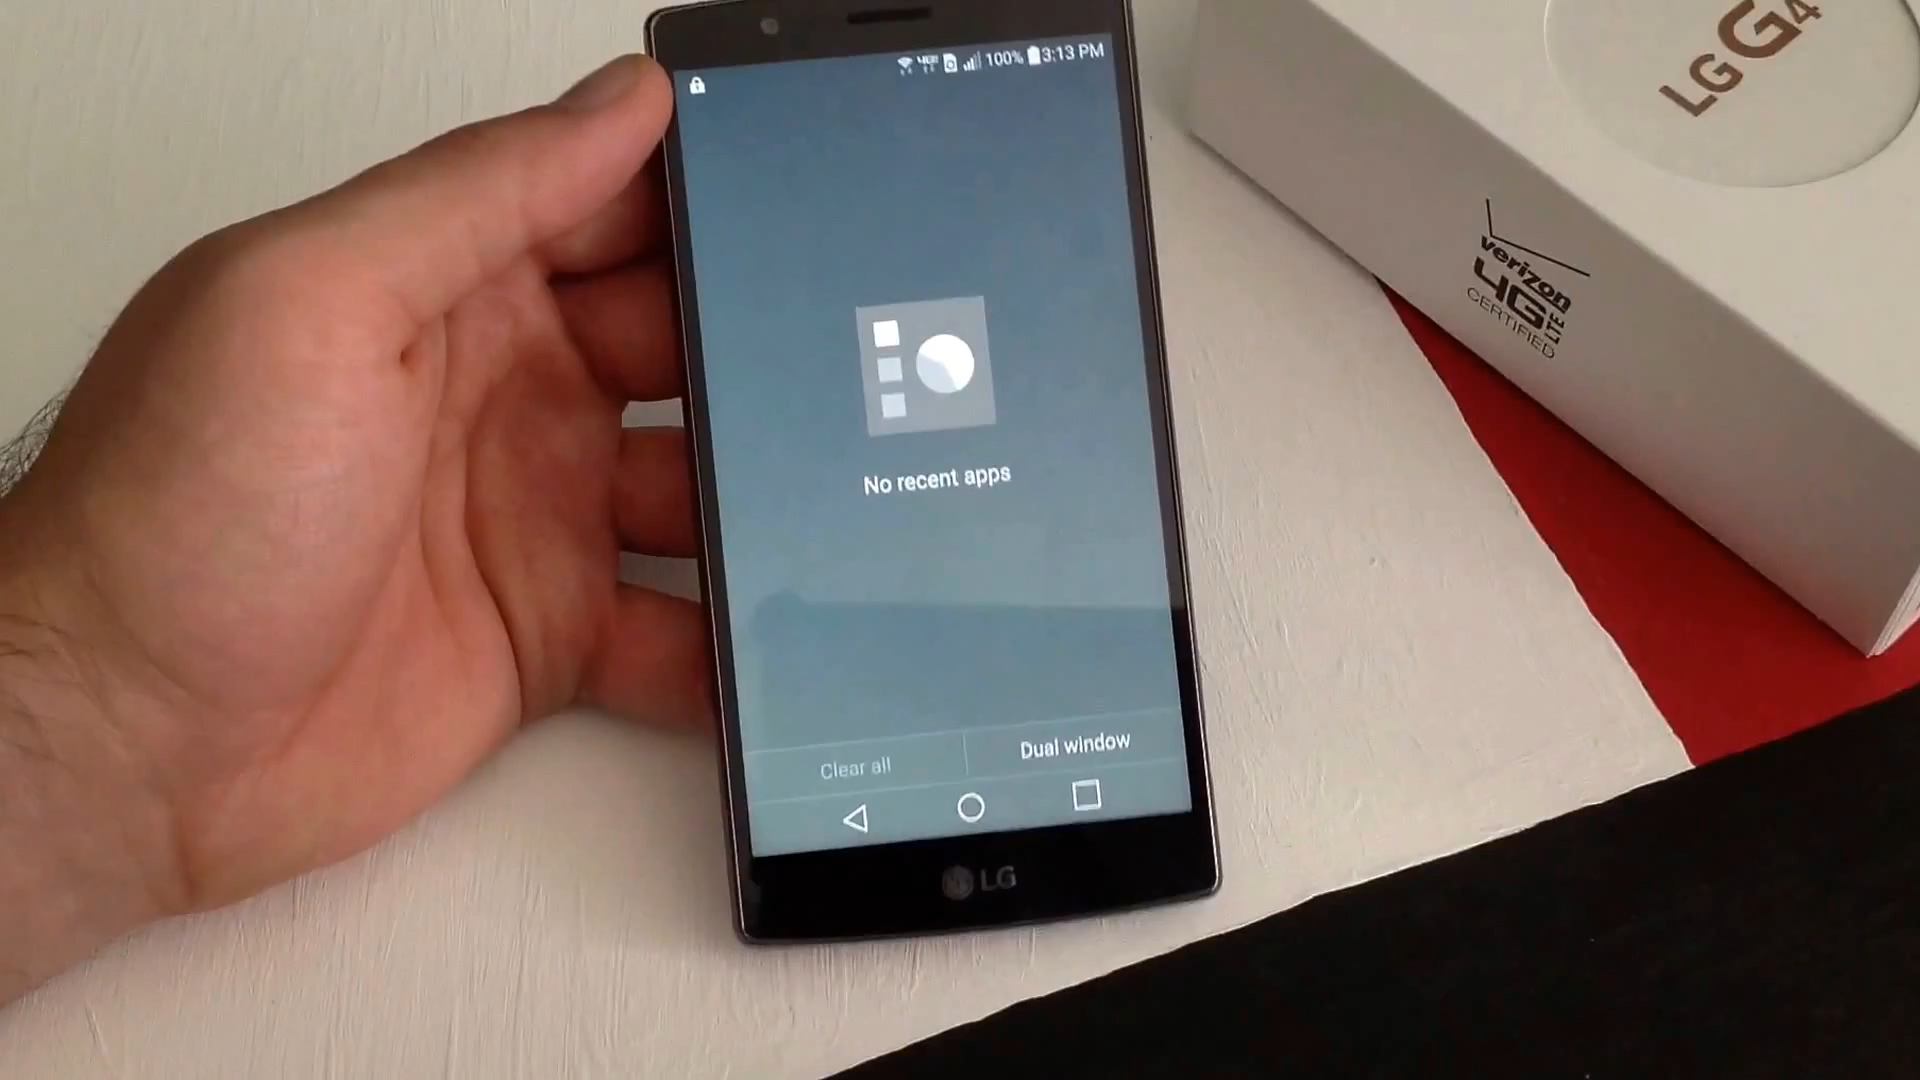 100% 3:13 PM
No recent apps
Clear all
Dual window
LG
LG G4
verizon
4G LTE
CERTIFIED